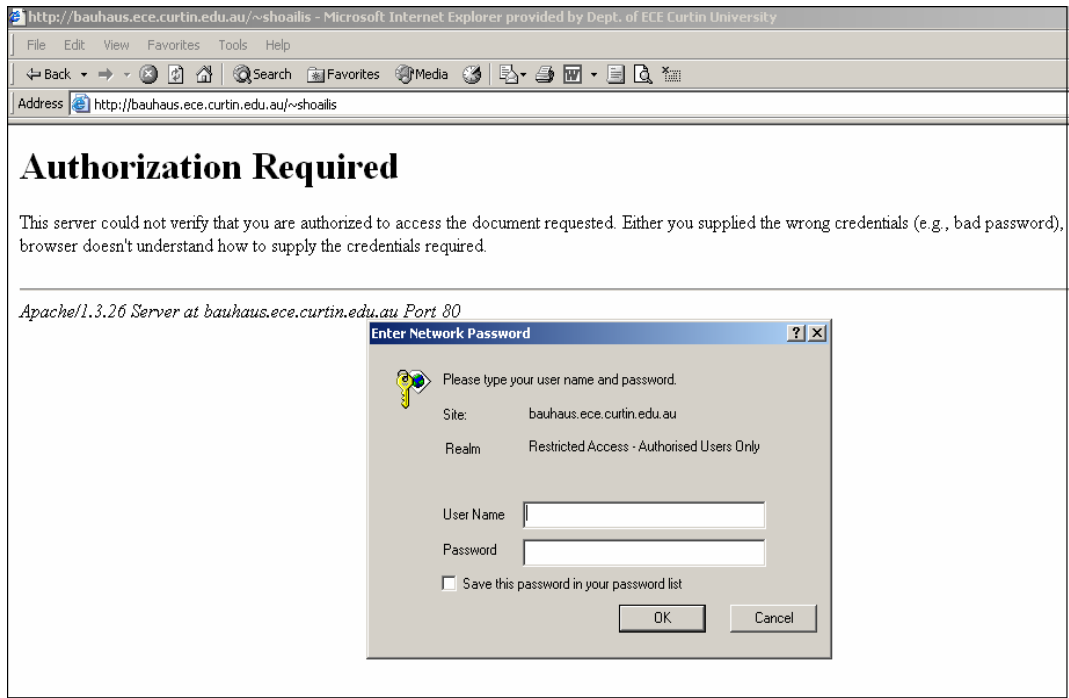 http://bauhaus.ece.curtin.edu.au/~shoailis - Microsoft Internet Explorer provided by Dept. of ECE Curtin University
File Edit View Favorites Tools Help
Back Search Favorites Media
Address http://bauhaus.ece.curtin.edu.au/~shoailis
Authorization Required
This server could not verify that you are authorized to access the document requested. Either you supplied the wrong credentials (e.g., bad password),
browser doesn't understand how to supply the credentials required.
Apache/1.3.26 Server at bauhaus.ece.curtin.edu.au Port 80
Enter Network Password
Please type your user name and password.
Site: bauhaus.ece.curtin.edu.au
Realm Restricted Access - Authorised Users Only
User Name
Password
Save this password in your password list
OK Cancel